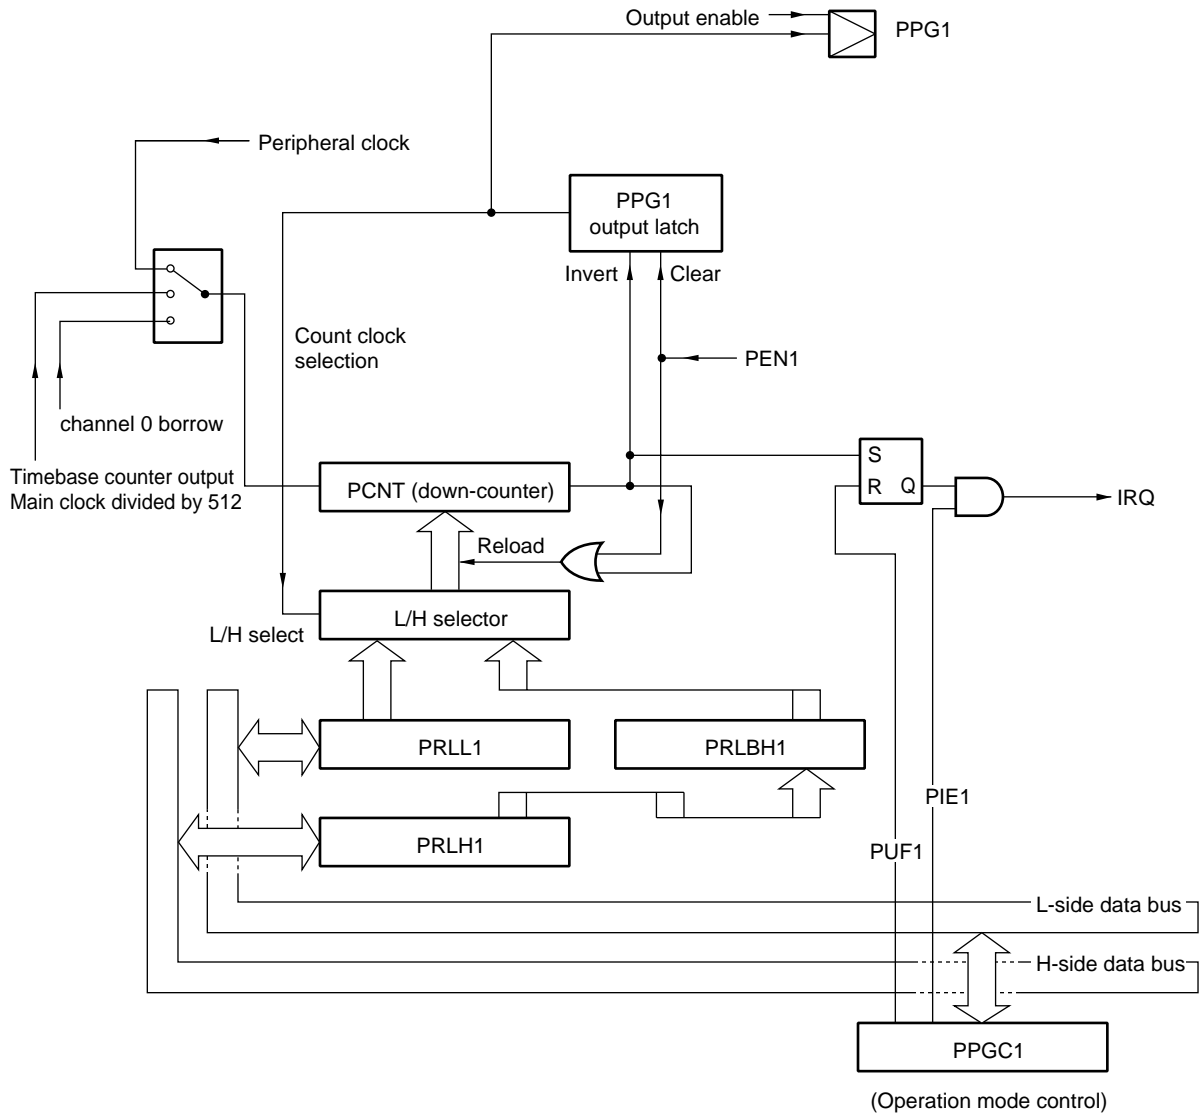 Output enable
PPG1
Peripheral clock
PPG1
output latch
Invert
Clear
Count clock
selection
PEN1
channel 0 borrow
Timebase counter output
Main clock divided by 512
PCNT (down-counter)
S
R
Q
IRQ
Reload
L/H selector
L/H select
PRLL1
PRLBH1
PIE1
PRLH1
PUF1
L-side data bus
H-side data bus
PPGC1
(Operation mode control)